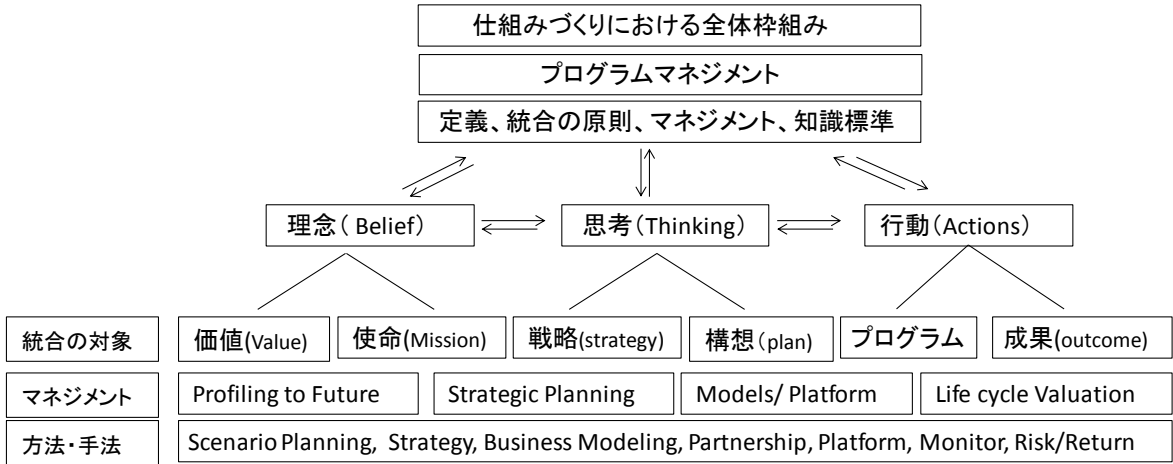 仕組みづくりにおける全体枠組み
プログラムマネジメント
定義、統合の原則、マネジメント、知識標準
理念（ Belief）
思考（Thinking）
行動（Actions）
統合の対象
価値(Value)
使命(Mission)
戦略(strategy)
構想（plan)
プログラム
成果(outcome)
マネジメント
Profiling to Future
Strategic Planning
Models/ Platform
Life cycle Valuation
方法・手法
Scenario Planning, Strategy, Business Modeling, Partnership, Platform, Monitor, Risk/Return